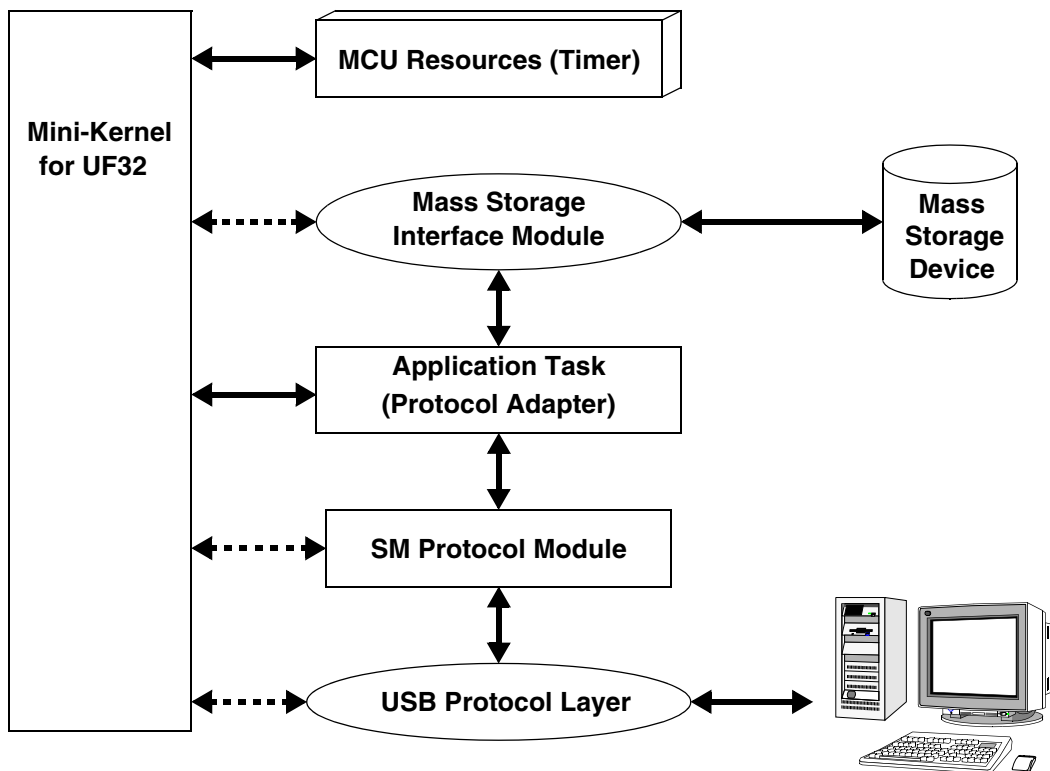 MCU Resources (Timer)
Mini-Kernel
for UF32
Mass Storage
Interface Module
Mass
Storage
Device
Application Task
(Protocol Adapter)
SM Protocol Module
USB Protocol Layer